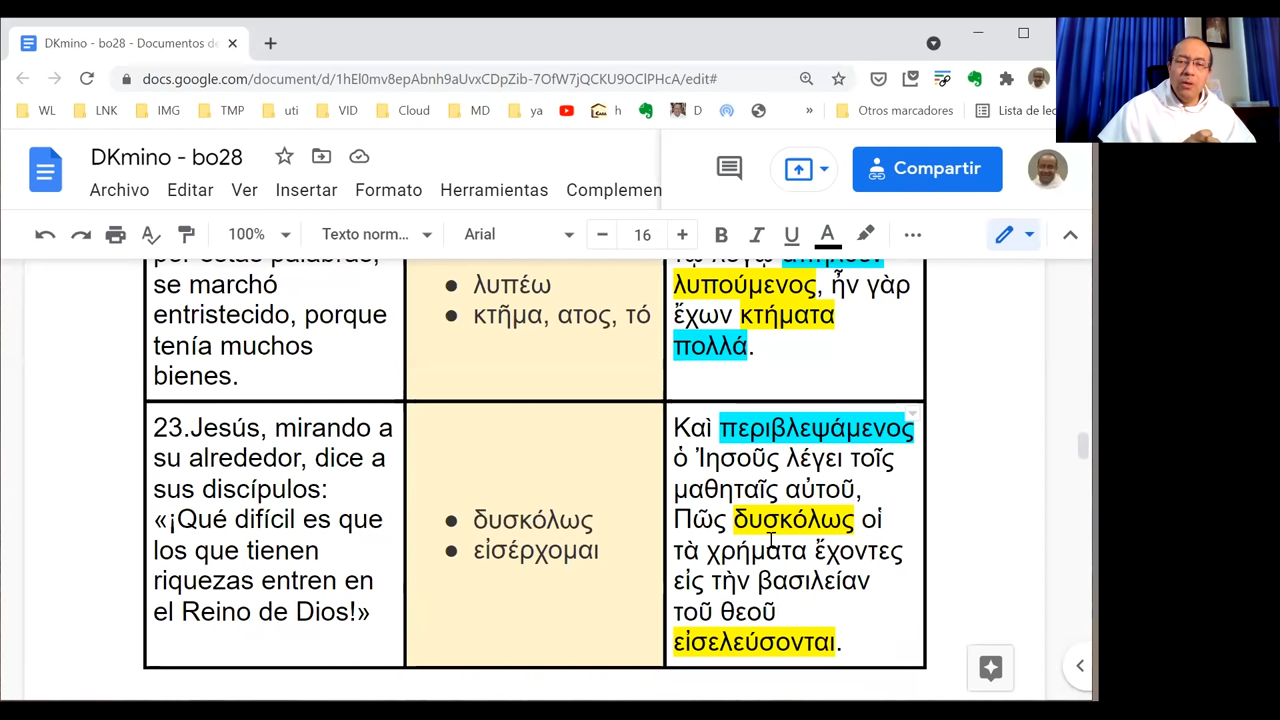 DKmino - bo28 - Documentos de
docs.google.com/document/d/1hEl0mv8epAbnh9aUvxCDpZib-7OfW7jQCKU9OCIPHcA/edit#
WL LNK IMG TMP uti VID Cloud MD ya h D » Otros marcadores Lista de lec
DKmino - bo28
Compartir
Archivo Editar Ver Insertar Formato Herramientas Complemen
100% Texto norm... Arial 16 B I U A
por estas palabras,
se marchó
entristecido, porque
tenía muchos
bienes.
● λυπέω
● κτῆμα, ατος, τό
λυπούμενος, ἦν γὰρ
ἔχων κτήματα
πολλά.
23.Jesús, mirando a
su alrededor, dice a
sus discípulos:
«¡Qué difícil es que
los que tienen
riquezas entren en
el Reino de Dios!»
● δυσκόλως
● εἰσέρχομαι
Καὶ περιβλεψάμενος
ὁ Ἰησοῦς λέγει τοῖς
μαθηταῖς αὐτοῦ,
Πῶς δυσκόλως οἱ
τὰ χρήματα ἔχοντες
εἰς τὴν βασιλείαν
τοῦ θεοῦ
εἰσελεύσονται.